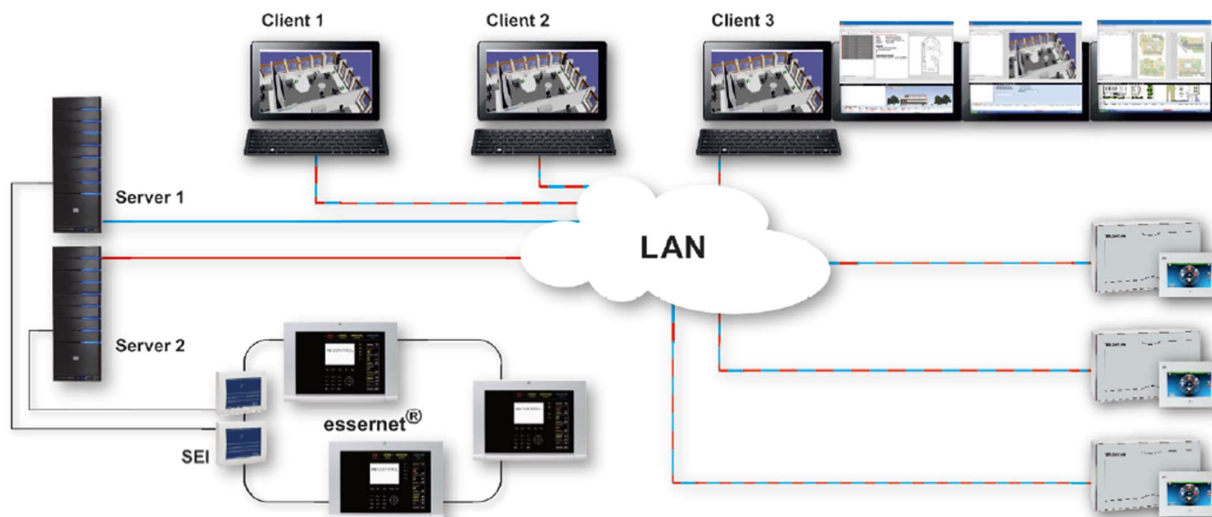 Client 1
Client 2
Client 3
Server 1
LAN
Server 2
essernet®
SEI